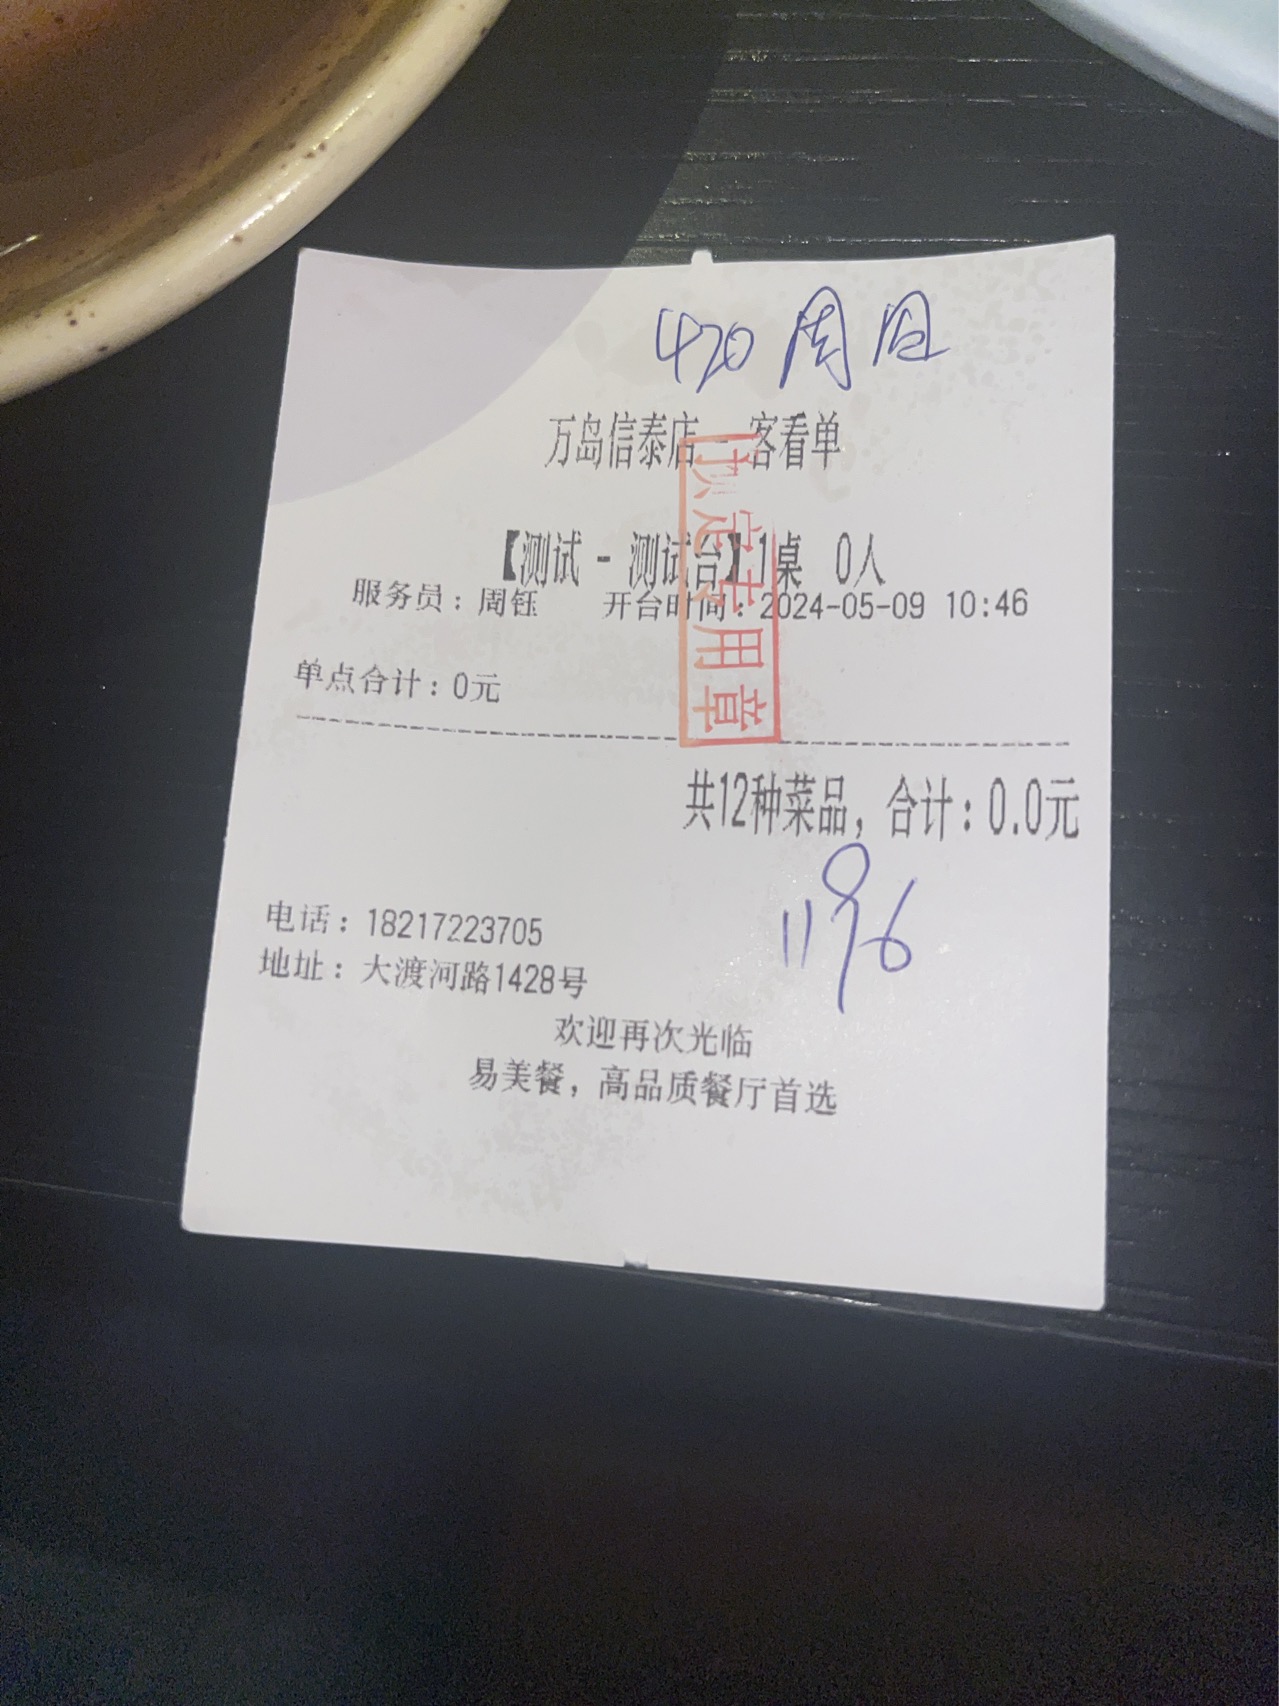 420 周
万岛信泰店 - 客看单
【测试 - 测试台】1桌 0人
服务员：周钰 开台时间：2024-05-09 10:46
定专用章
单点合计：0元
共12种菜品，合计：0.0元
1196
电话：18217223705
地址：大渡河路1428号
欢迎再次光临
易美餐，高品质餐厅首选